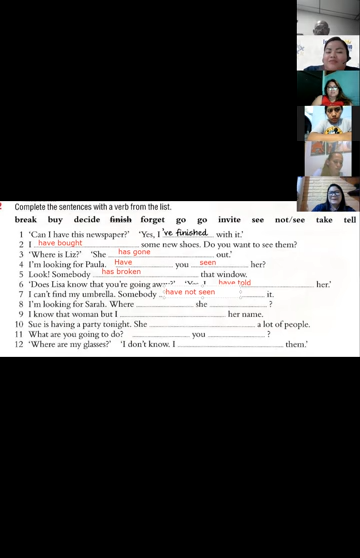 Complete the sentences with a verb from the list.
break buy decide finish forget go go invite see not/see take tell
1 'Can I have this newspaper?' 'Yes, I 've finished with it.'
2 I have bought some new shoes. Do you want to see them?
3 'Where is Liz?' 'She has gone out.'
4 I'm looking for Paula. Have you seen her?
5 Look! Somebody has broken that window.
6 'Does Lisa know that you're going away?' 'Yes, I have told her.'
7 I can't find my umbrella. Somebody have not seen it.
8 I'm looking for Sarah. Where she ?
9 I know that woman but I her name.
10 Sue is having a party tonight. She a lot of people.
11 What are you going to do? you ?
12 'Where are my glasses?' 'I don't know. I them.'